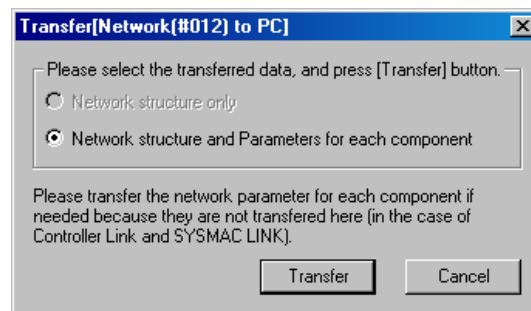 Transfer[Network(#012) to PC]
Please select the transferred data, and press [Transfer] button.
Network structure only
Network structure and Parameters for each component
Please transfer the network parameter for each component if
needed because they are not transfered here (in the case of
Controller Link and SYSMAC LINK).
Transfer Cancel